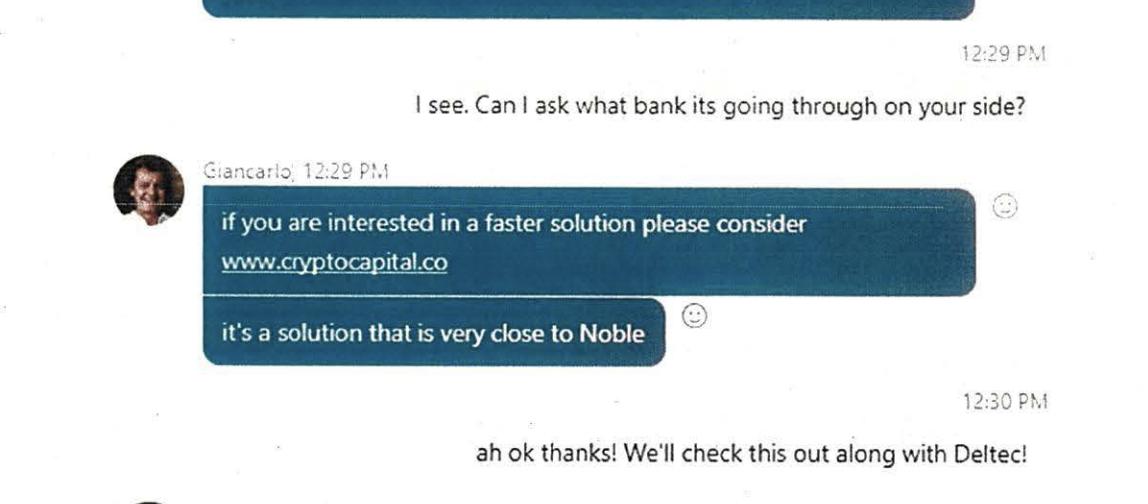 12:29 PM
I see. Can I ask what bank its going through on your side?
Giancarlo, 12:29 PM
if you are interested in a faster solution please consider
www.cryptocapital.co
it's a solution that is very close to Noble
12:30 PM
ah ok thanks! We'll check this out along with Deltec!